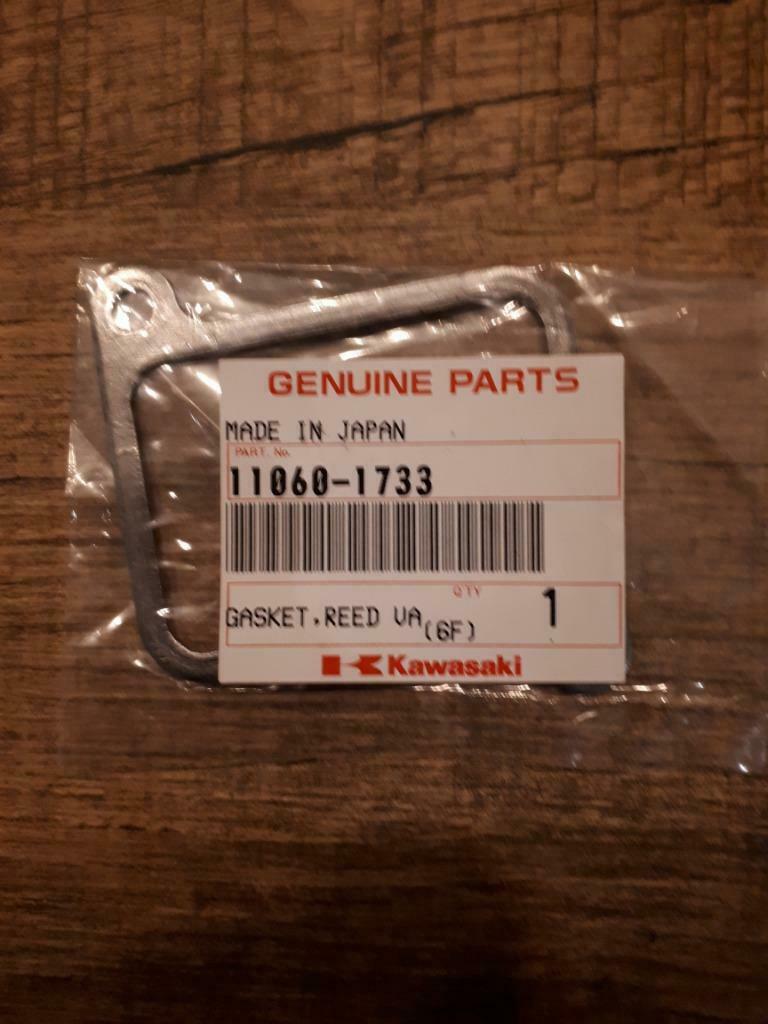 GENUINE PARTS
MADE IN JAPAN
PART. No.
11060-1733
QTY
GASKET.REED VA (6F) 1
Kawasaki